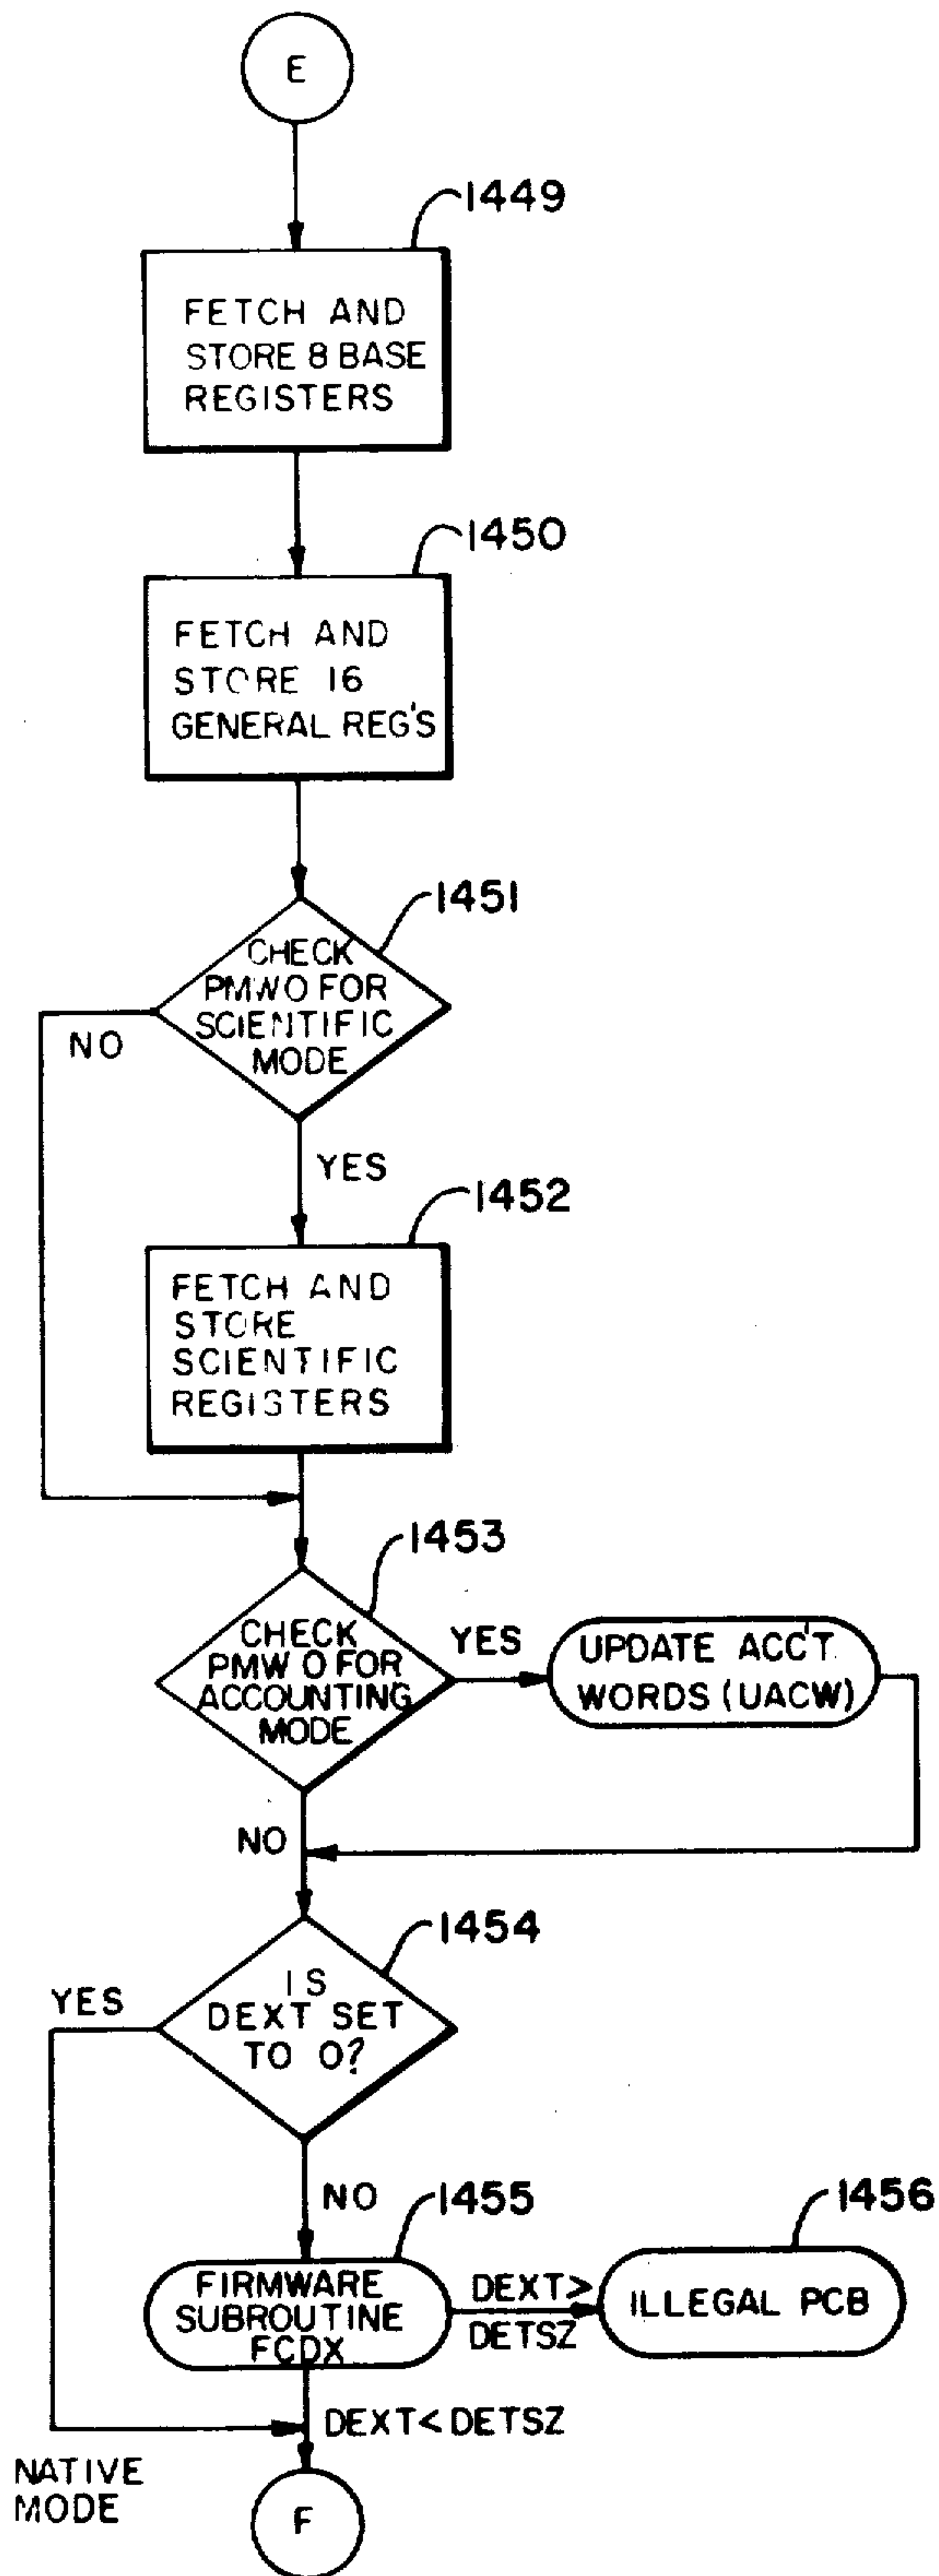 E
1449
FETCH AND
STORE 8 BASE
REGISTERS
1450
FETCH AND
STORE 16
GENERAL REG'S
1451
CHECK
PMWO FOR
SCIENTIFIC
MODE
NO
YES
1452
FETCH AND
STORE
SCIENTIFIC
REGISTERS
1453
CHECK
PMW O FOR
ACCOUNTING
MODE
YES
UPDATE ACC'T.
WORDS (UACW)
NO
1454
IS
DEXT SET
TO O?
YES
NO
1455
FIRMWARE
SUBROUTINE
FCDX
DEXT>
DETSZ
1456
ILLEGAL PCB
DEXT<DETSZ
NATIVE
MODE
F